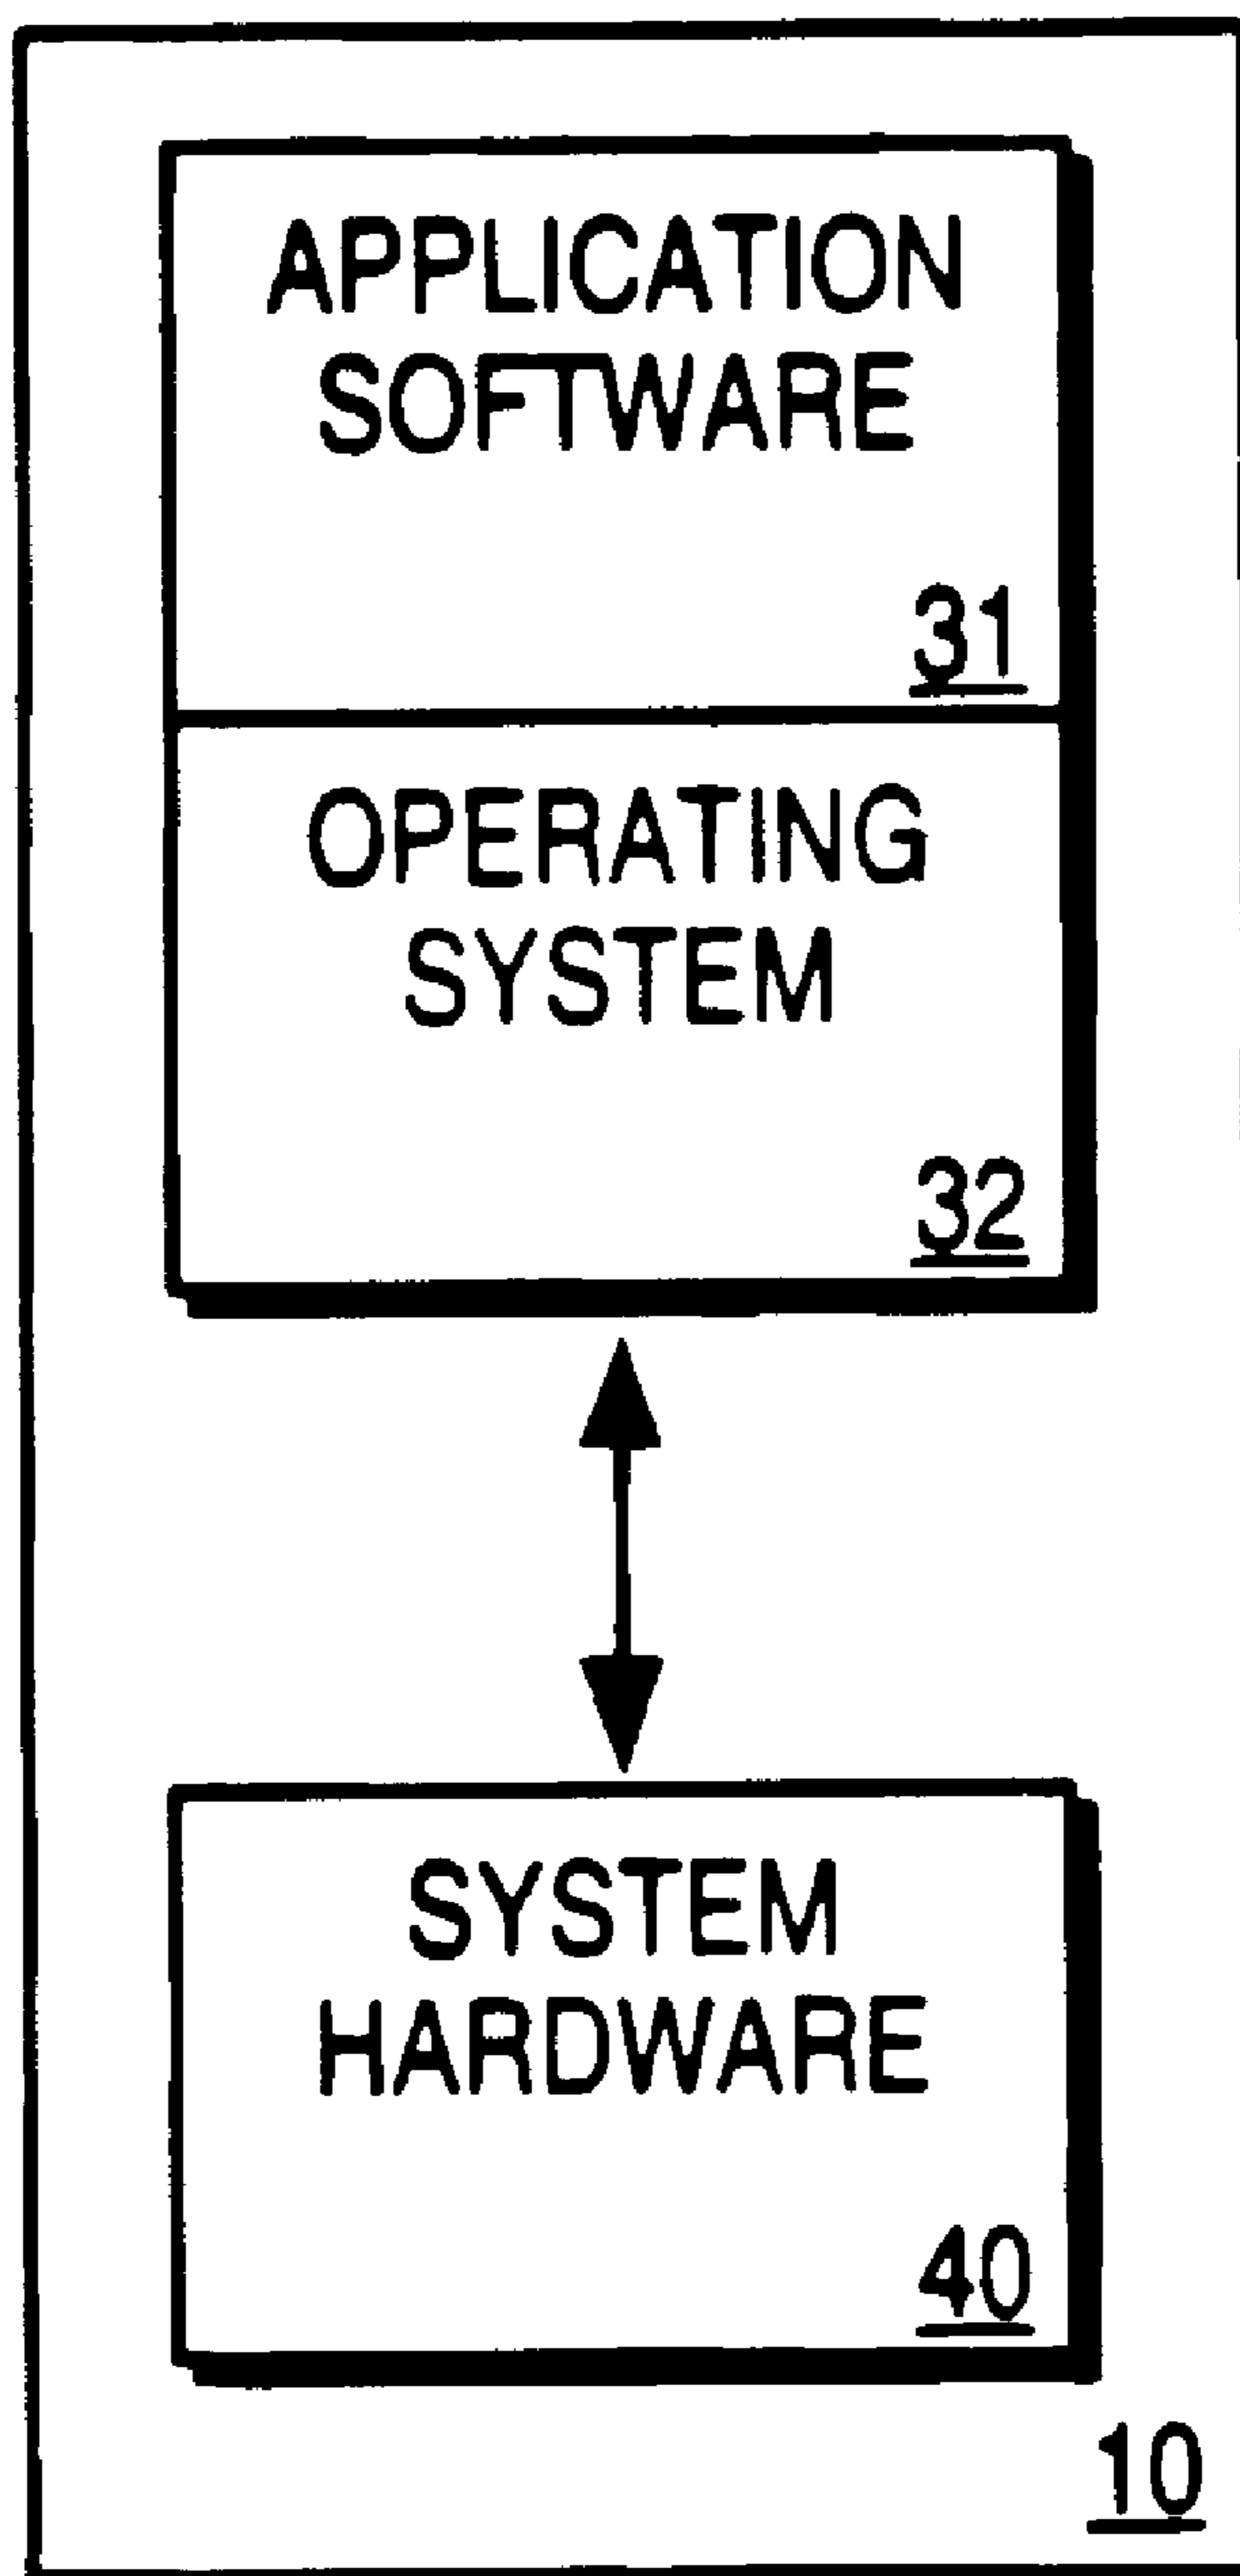 APPLICATION
SOFTWARE
31
OPERATING
SYSTEM
32
SYSTEM
HARDWARE
40
10